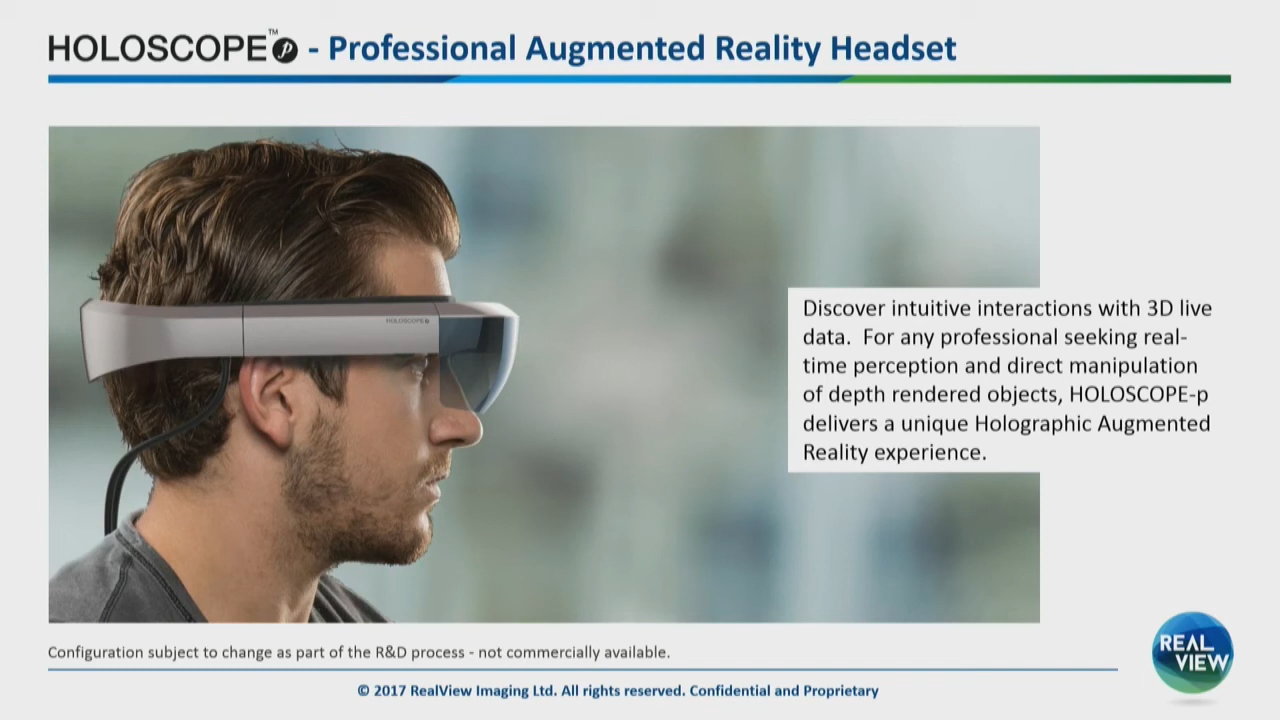 HOLOSCOPE™ p - Professional Augmented Reality Headset
HOLOSCOPE p
Discover intuitive interactions with 3D live
data. For any professional seeking real-
time perception and direct manipulation
of depth rendered objects, HOLOSCOPE-p
delivers a unique Holographic Augmented
Reality experience.
Configuration subject to change as part of the R&D process - not commercially available.
REAL
VIEW
© 2017 RealView Imaging Ltd. All rights reserved. Confidential and Proprietary